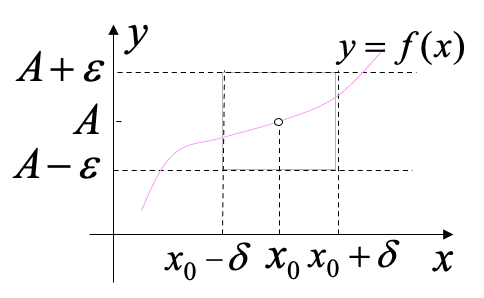 y
y = f(x)
A + ε
A
A − ε
x₀ − δ x₀ x₀ + δ x